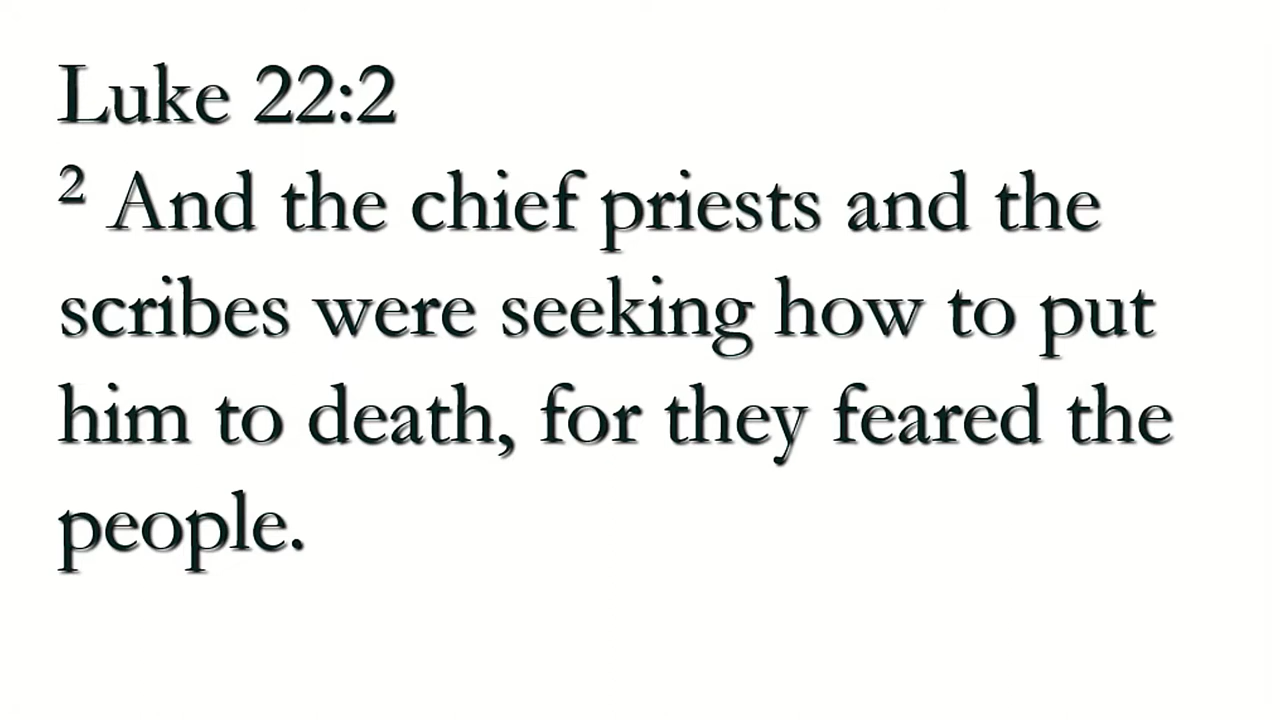 Luke 22:2
² And the chief priests and the
scribes were seeking how to put
him to death, for they feared the
people.